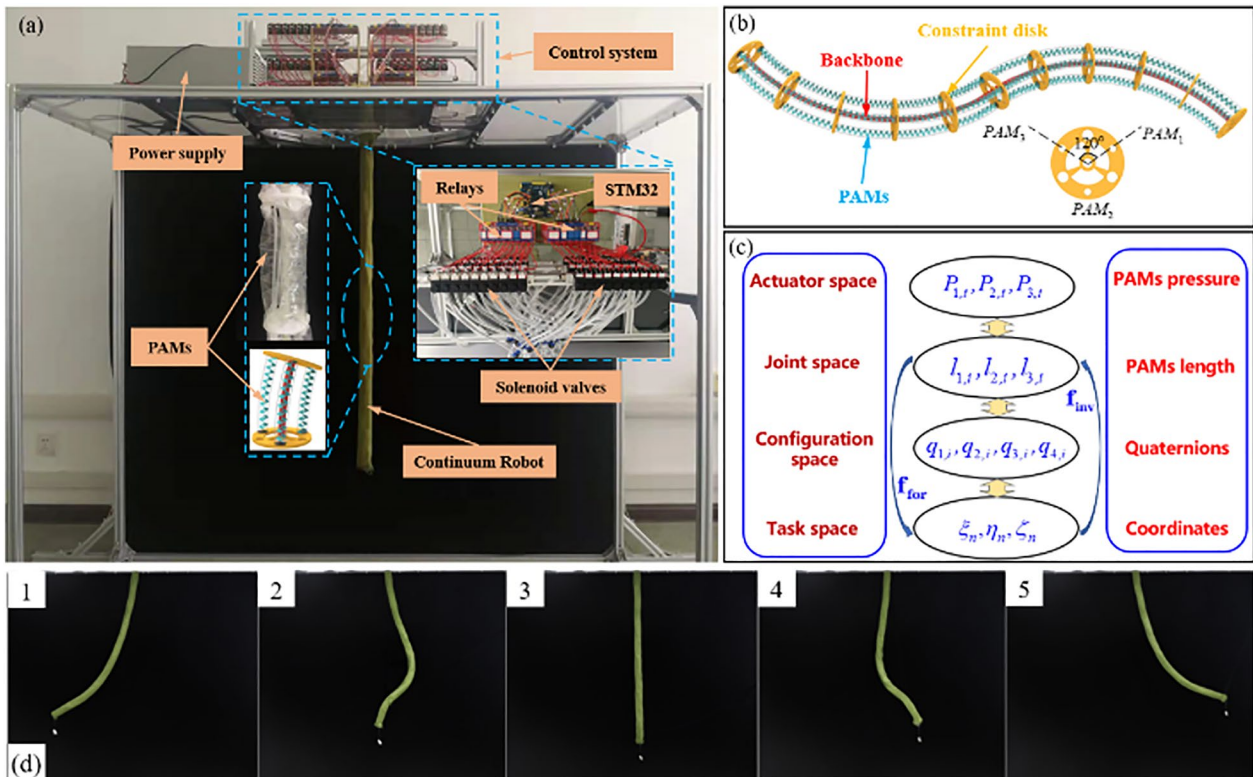 (a)
Control system
Power supply
Relays
STM32
PAMs
Solenoid valves
Continuum Robot
(b)
Constraint disk
Backbone
PAM₃
120°
PAM₁
PAMs
PAM₂
(c)
Actuator space
P₁,ₜ, P₂,ₜ, P₃,ₜ
PAMs pressure
Joint space
l₁,ₜ, l₂,ₜ, l₃,ₜ
PAMs length
f_inv
Configuration
space
q₁,ᵢ, q₂,ᵢ, q₃,ᵢ, q₄,ᵢ
Quaternions
f_for
Task space
ξₙ, ηₙ, ζₙ
Coordinates
1
2
3
4
5
(d)